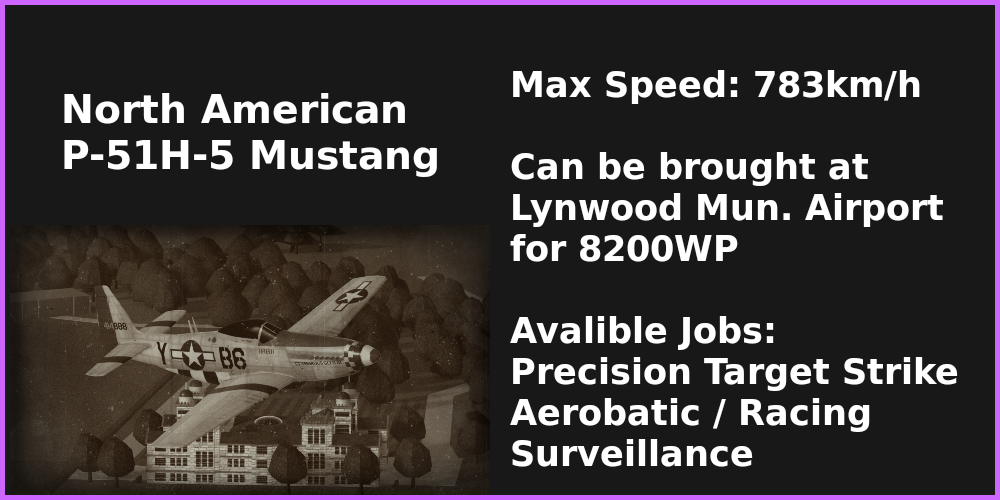 North American
P-51H-5 Mustang
Max Speed: 783km/h
Can be brought at
Lynwood Mun. Airport
for 8200WP
Avalible Jobs:
Precision Target Strike
Aerobatic / Racing
Surveillance
Y B6